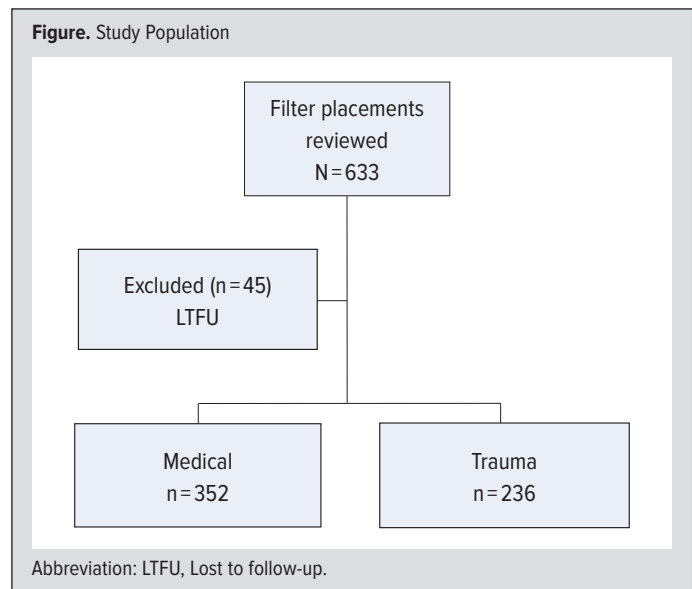 Figure. Study Population
Filter placements
reviewed
N=633
Excluded (n=45)
LTFU
Medical
n=352
Trauma
n=236
Abbreviation: LTFU, Lost to follow-up.